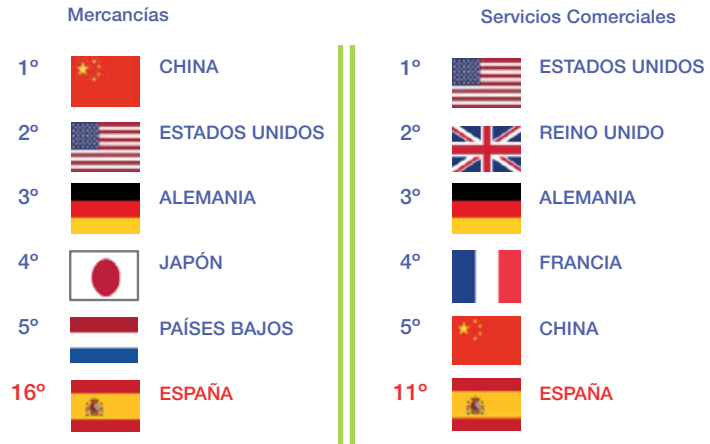 Mercancías
1º CHINA
2º ESTADOS UNIDOS
3º ALEMANIA
4º JAPÓN
5º PAÍSES BAJOS
16º ESPAÑA
Servicios Comerciales
1º ESTADOS UNIDOS
2º REINO UNIDO
3º ALEMANIA
4º FRANCIA
5º CHINA
11º ESPAÑA